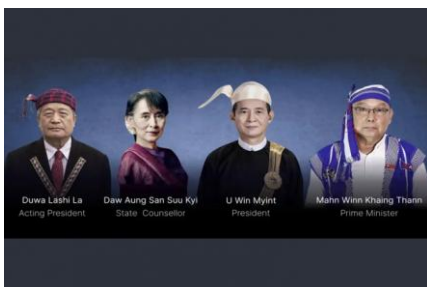 Duwa Lashi La
Acting President
Daw Aung San Suu Kyi
State Counsellor
U Win Myint
President
Mahn Winn Khaing Thann
Prime Minister